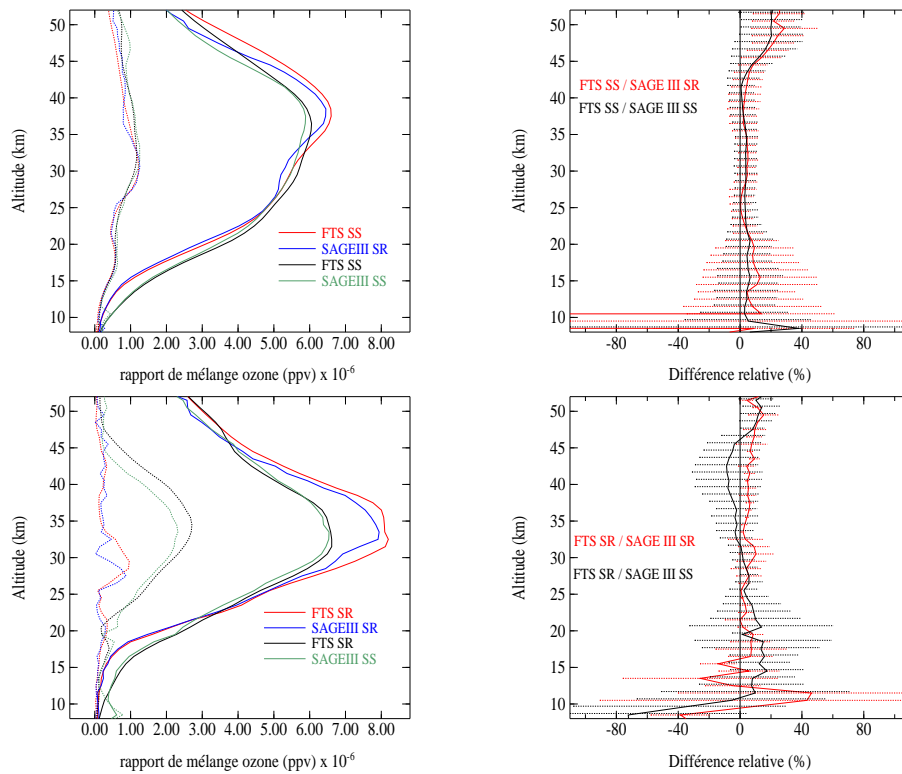 50
45
40
35
30
25
20
15
10
Altitude (km)
FTS SS
SAGEIII SR
FTS SS
SAGEIII SS
0.00 1.00 2.00 3.00 4.00 5.00 6.00 7.00 8.00
rapport de mélange ozone (ppv) x 10-6
50
45
40
35
30
25
20
15
10
Altitude (km)
FTS SS / SAGE III SR
FTS SS / SAGE III SS
-80 -40 0 40 80
Différence relative (%)
50
45
40
35
30
25
20
15
10
Altitude (km)
FTS SR
SAGEIII SR
FTS SR
SAGEIII SS
0.00 1.00 2.00 3.00 4.00 5.00 6.00 7.00 8.00
rapport de mélange ozone (ppv) x 10-6
50
45
40
35
30
25
20
15
10
Altitude (km)
FTS SR / SAGE III SR
FTS SR / SAGE III SS
-80 -40 0 40 80
Différence relative (%)